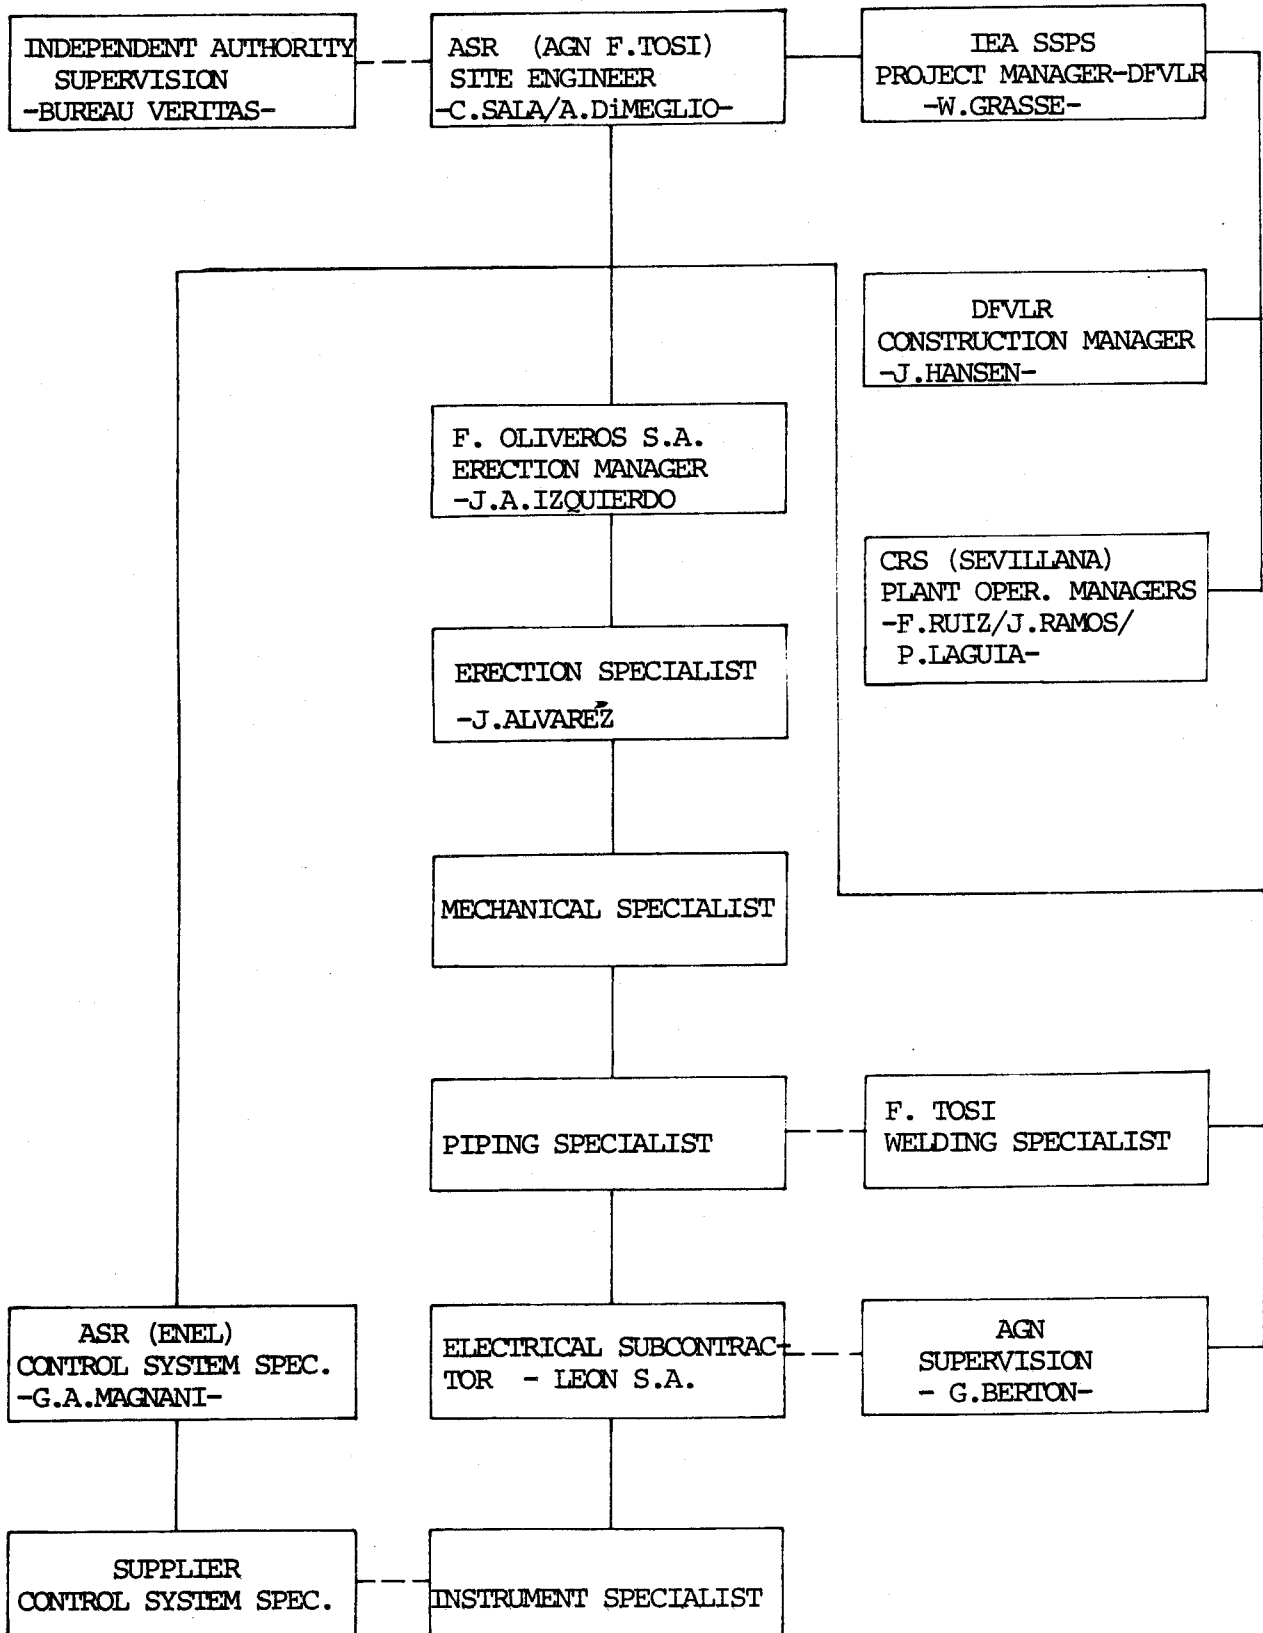 INDEPENDENT AUTHORITY
SUPERVISION
-BUREAU VERITAS-
ASR (AGN F.TOSI)
SITE ENGINEER
-C.SALA/A.DiMEGLIO-
IEA SSPS
PROJECT MANAGER-DFVLR
-W.GRASSE-
DFVLR
CONSTRUCTION MANAGER
-J.HANSEN-
F. OLIVEROS S.A.
ERECTION MANAGER
-J.A.IZQUIERDO
CRS (SEVILLANA)
PLANT OPER. MANAGERS
-F.RUIZ/J.RAMOS/
P.LAGUIA-
ERECTION SPECIALIST
-J.ALVAREZ
MECHANICAL SPECIALIST
PIPING SPECIALIST
F. TOSI
WELDING SPECIALIST
ASR (ENEL)
CONTROL SYSTEM SPEC.
-G.A.MAGNANI-
ELECTRICAL SUBCONTRAC-
TOR - LEON S.A.
AGN
SUPERVISION
- G.BERTON-
SUPPLIER
CONTROL SYSTEM SPEC.
INSTRUMENT SPECIALIST